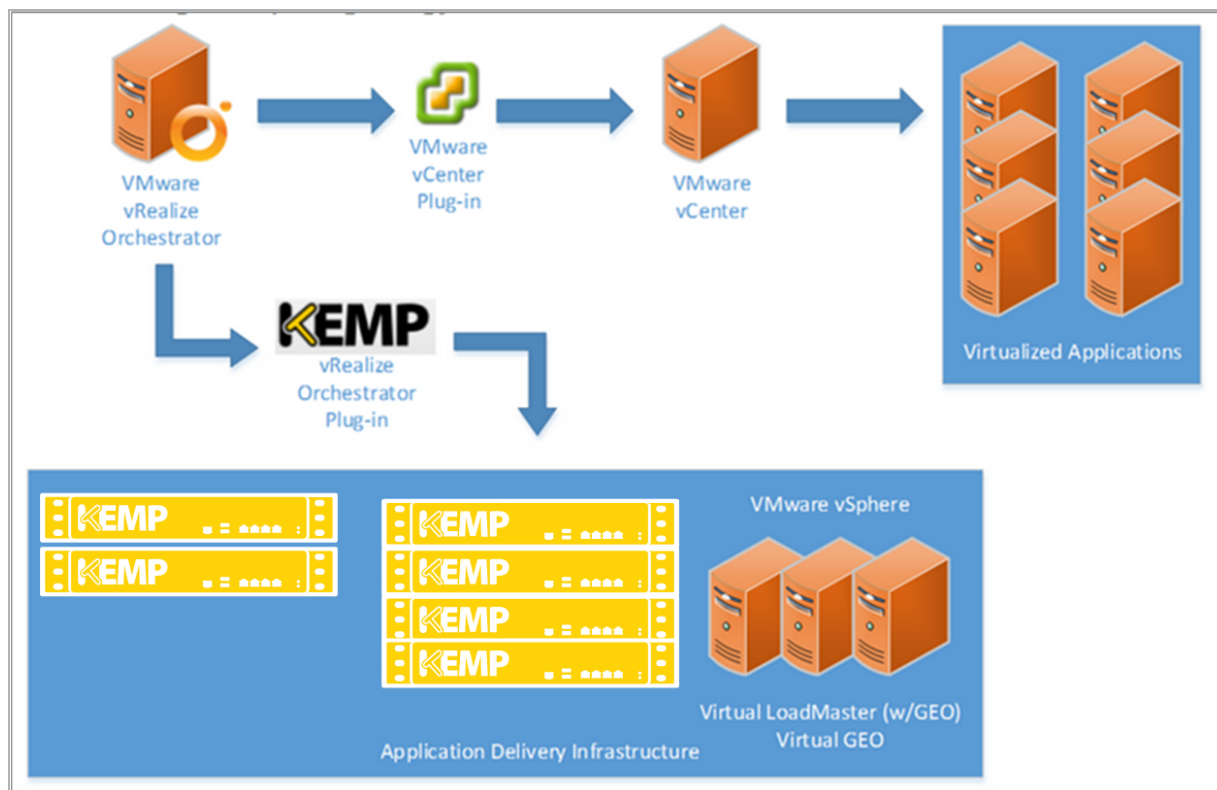 VMware
vRealize
Orchestrator
VMware
vCenter
Plug-in
VMware
vCenter
Virtualized Applications
KEMP
vRealize
Orchestrator
Plug-in
KEMP
KEMP
KEMP
KEMP
KEMP
KEMP
VMware vSphere
Virtual LoadMaster (w/GEO)
Virtual GEO
Application Delivery Infrastructure